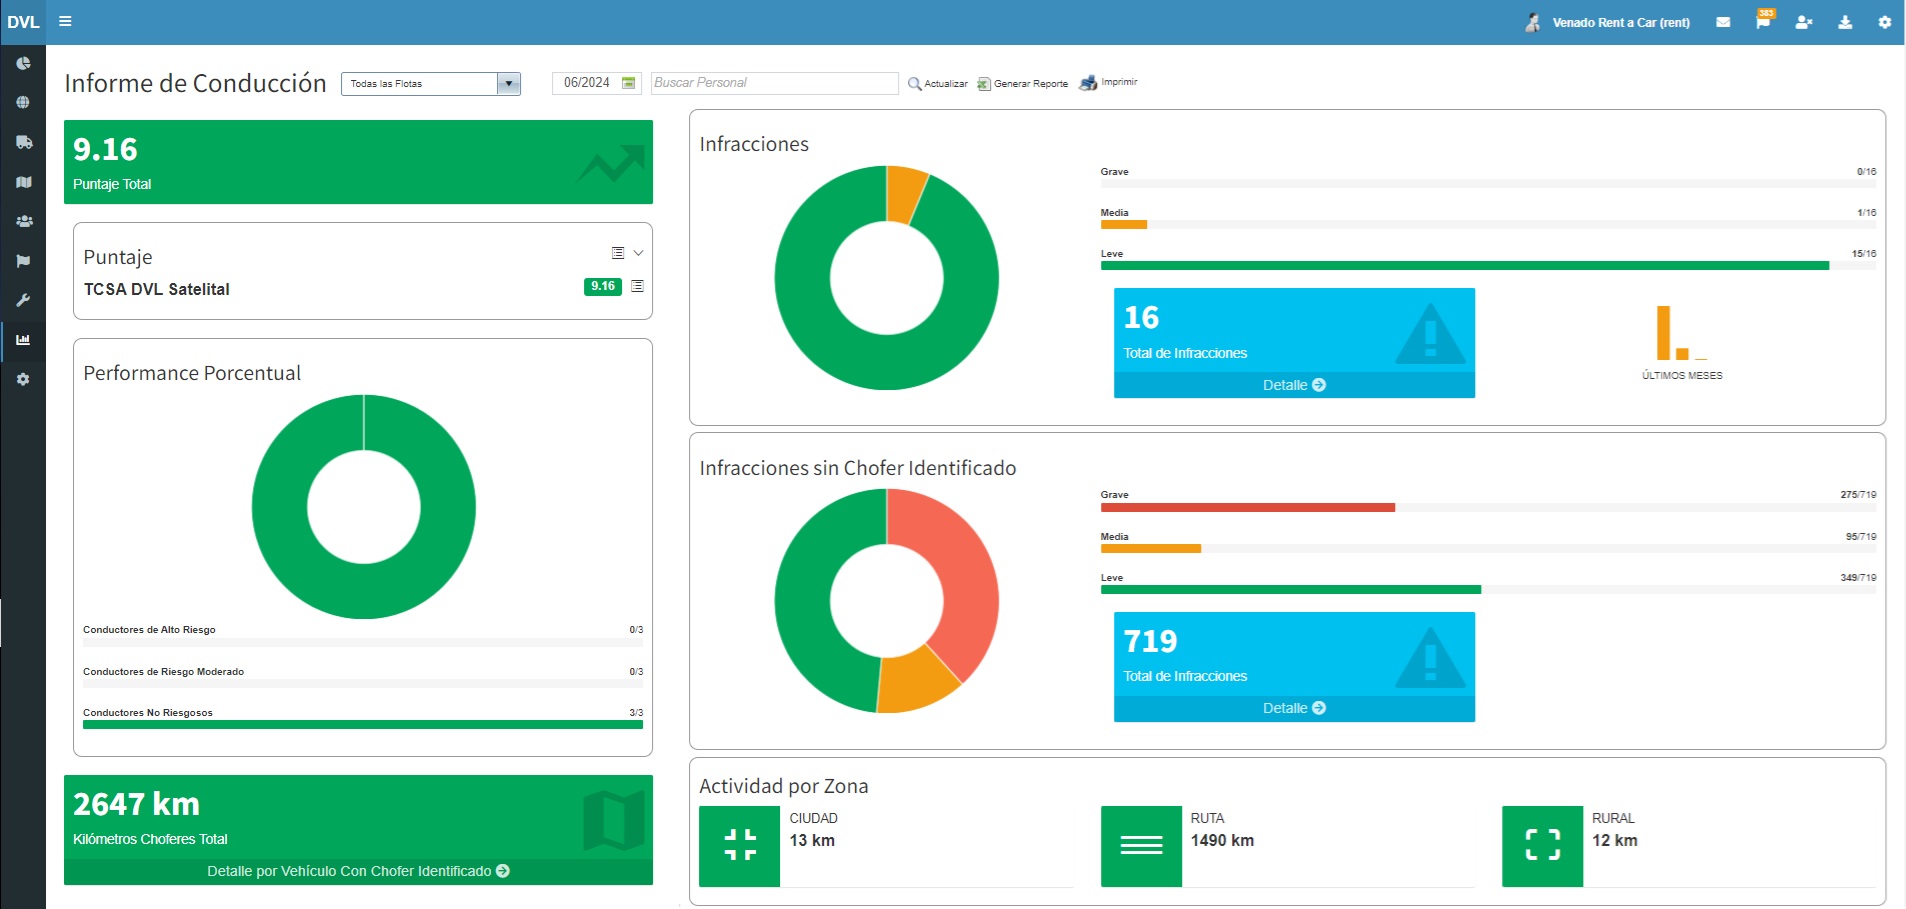 DVL
Venado Rent a Car (rent)
383
Informe de Conducción
Todas las Flotas
06/2024
Buscar Personal
Actualizar
Generar Reporte
Imprimir
9.16
Puntaje Total
Puntaje
TCSA DVL Satelital
9.16
Performance Porcentual
Conductores de Alto Riesgo
0/3
Conductores de Riesgo Moderado
0/3
Conductores No Riesgosos
3/3
2647 km
Kilómetros Choferes Total
Detalle por Vehículo Con Chofer Identificado
Infracciones
Grave
0/16
Media
1/16
Leve
15/16
16
Total de Infracciones
Detalle
ÚLTIMOS MESES
Infracciones sin Chofer Identificado
Grave
275/719
Media
95/719
Leve
349/719
719
Total de Infracciones
Detalle
Actividad por Zona
CIUDAD
13 km
RUTA
1490 km
RURAL
12 km